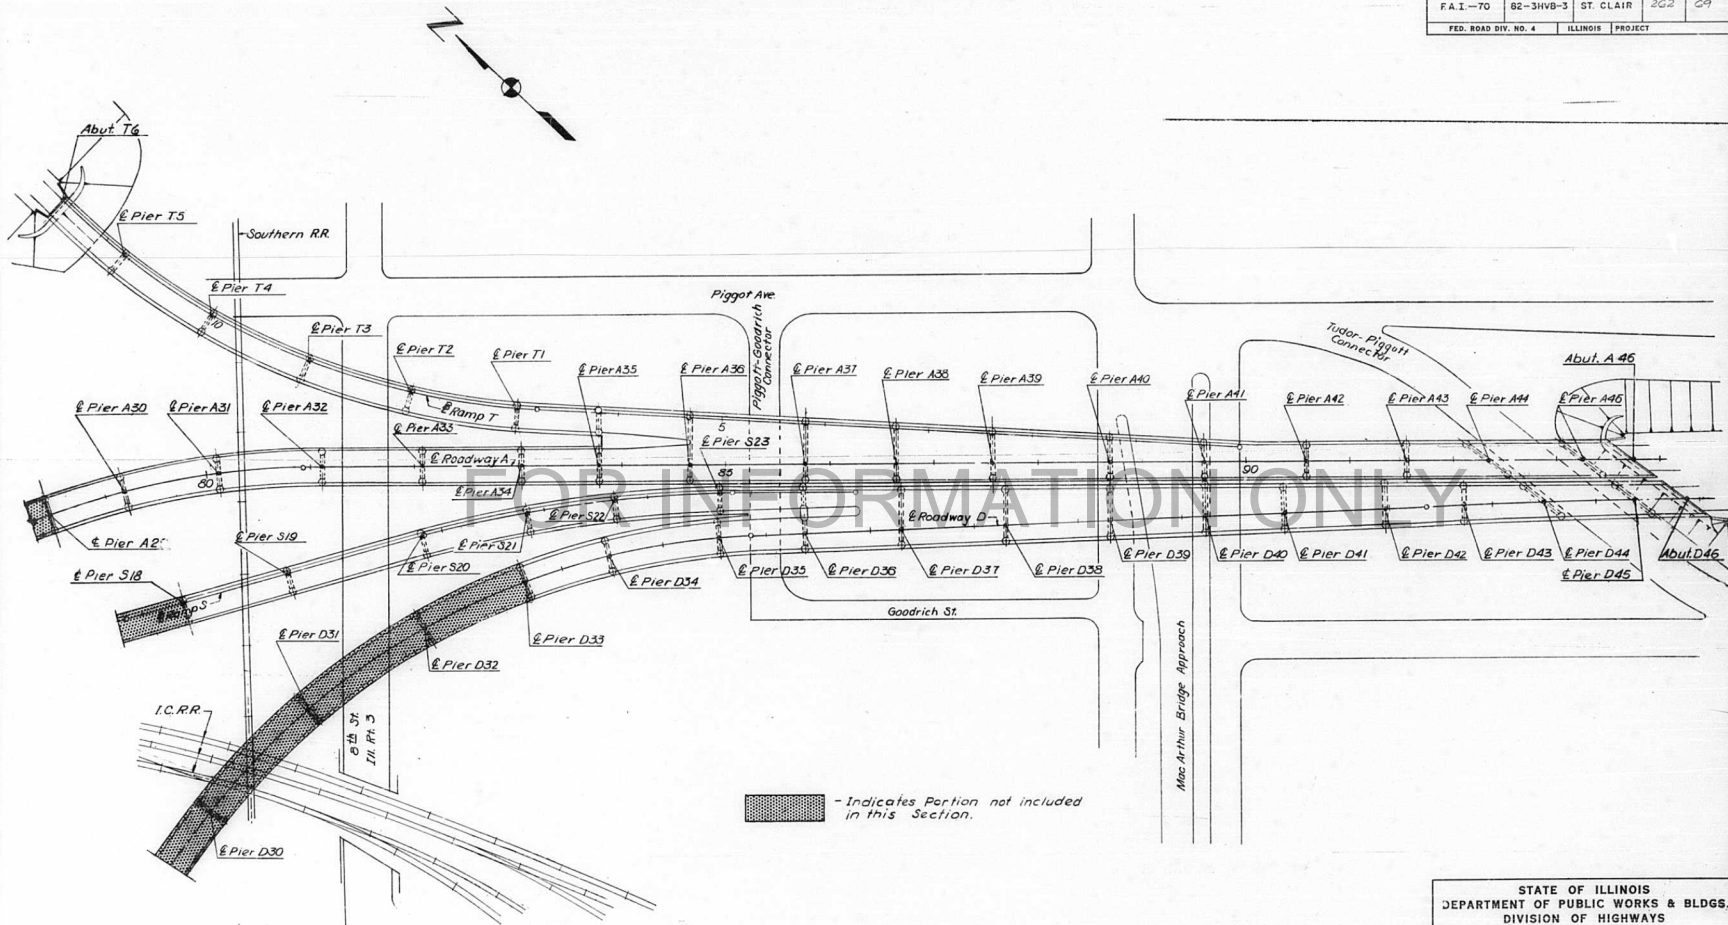 F.A.I.-70 82-3HVB-3 ST. CLAIR 262 69
FED. ROAD DIV. NO. 4 ILLINOIS PROJECT
Abut. T6
℄ Pier T5
Southern R.R.
℄ Pier T4
10
℄ Pier T3
℄ Pier T2
℄ Pier T1
℄ Ramp T
Piggot Ave.
Piggott-Goodrich
Connector
Tudor-Piggott
Connector
Abut. A 46
℄ Pier A30
℄ Pier A31
℄ Pier A32
℄ Pier A33
℄ Pier A35
℄ Pier A36
℄ Pier A37
℄ Pier A38
℄ Pier A39
℄ Pier A40
℄ Pier A41
℄ Pier A42
℄ Pier A43
℄ Pier A44
℄ Pier A46
5
℄ Pier S23
℄ Roadway A
80
85
90
℄ Pier A34
FOR INFORMATION ONLY
℄ Pier S22
℄ Roadway D
℄ Pier S19
℄ Pier S21
℄ Pier S20
℄ Pier S18
℄ Pier D34
℄ Pier D35
℄ Pier D36
℄ Pier D37
℄ Pier D38
℄ Pier D39
℄ Pier D40
℄ Pier D41
℄ Pier D42
℄ Pier D43
℄ Pier D44
Abut. D46
℄ Pier D45
Ramp S
Goodrich St.
℄ Pier D31
℄ Pier D32
℄ Pier D33
I.C.R.R.
8th St.
Ill. Rt. 3
Mac Arthur Bridge Approach
℄ Pier D30
- Indicates Portion not included
in this Section.
STATE OF ILLINOIS
DEPARTMENT OF PUBLIC WORKS & BLDGS.
DIVISION OF HIGHWAYS